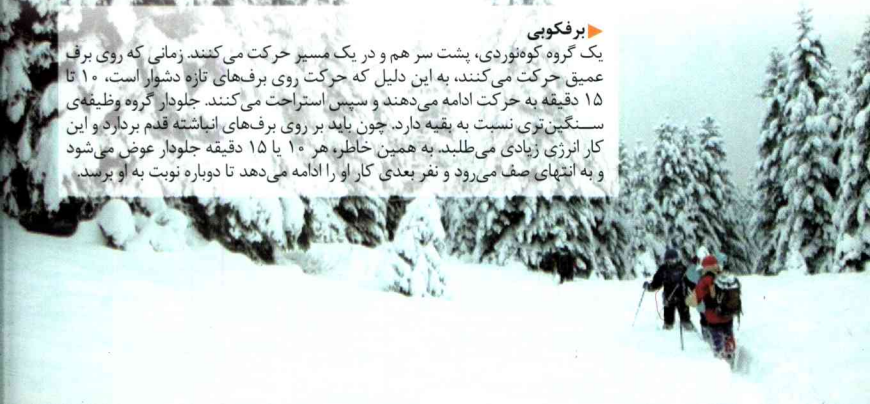 برفکوبی
یک گروه کوه‌نوردی، پشت سر هم و در یک مسیر حرکت می‌کنند. زمانی که روی برف
عمیق حرکت می‌کنند، به این دلیل که حرکت روی برف‌های تازه دشوار است، ۱۰ تا
۱۵ دقیقه به حرکت ادامه می‌دهند و سپس استراحت می‌کنند. جلودار گروه وظیفه‌ی
سـنگین‌تری نسبت به بقیه دارد. چون باید بر روی برف‌های انباشته قدم بردارد و این
کار انرژی زیادی می‌طلبد. به همین خاطر، هر ۱۰ یا ۱۵ دقیقه جلودار عوض می‌شود
و به انتهای صف می‌رود و نفر بعدی کار او را ادامه می‌دهد تا دوباره نوبت به او برسد.